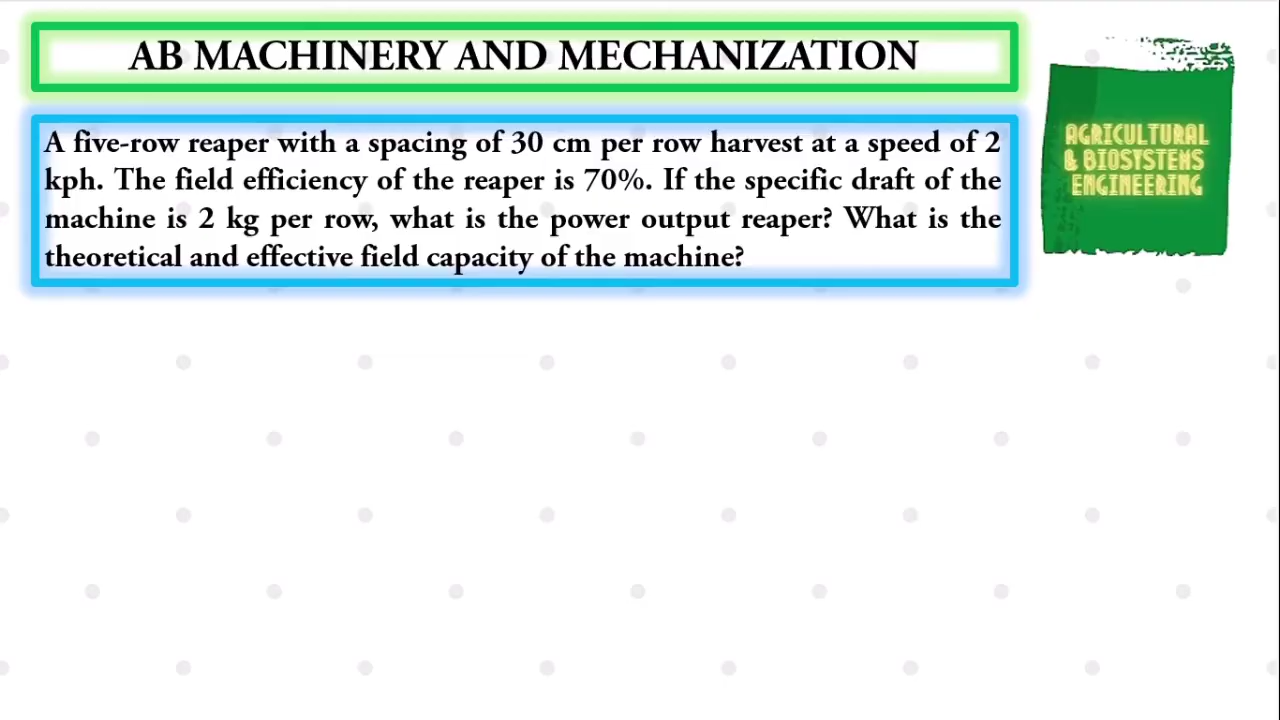 AB MACHINERY AND MECHANIZATION
A five-row reaper with a spacing of 30 cm per row harvest at a speed of 2
kph. The field efficiency of the reaper is 70%. If the specific draft of the
machine is 2 kg per row, what is the power output reaper? What is the
theoretical and effective field capacity of the machine?
AGRICULTURAL
& BIOSYSTEMS
ENGINEERING